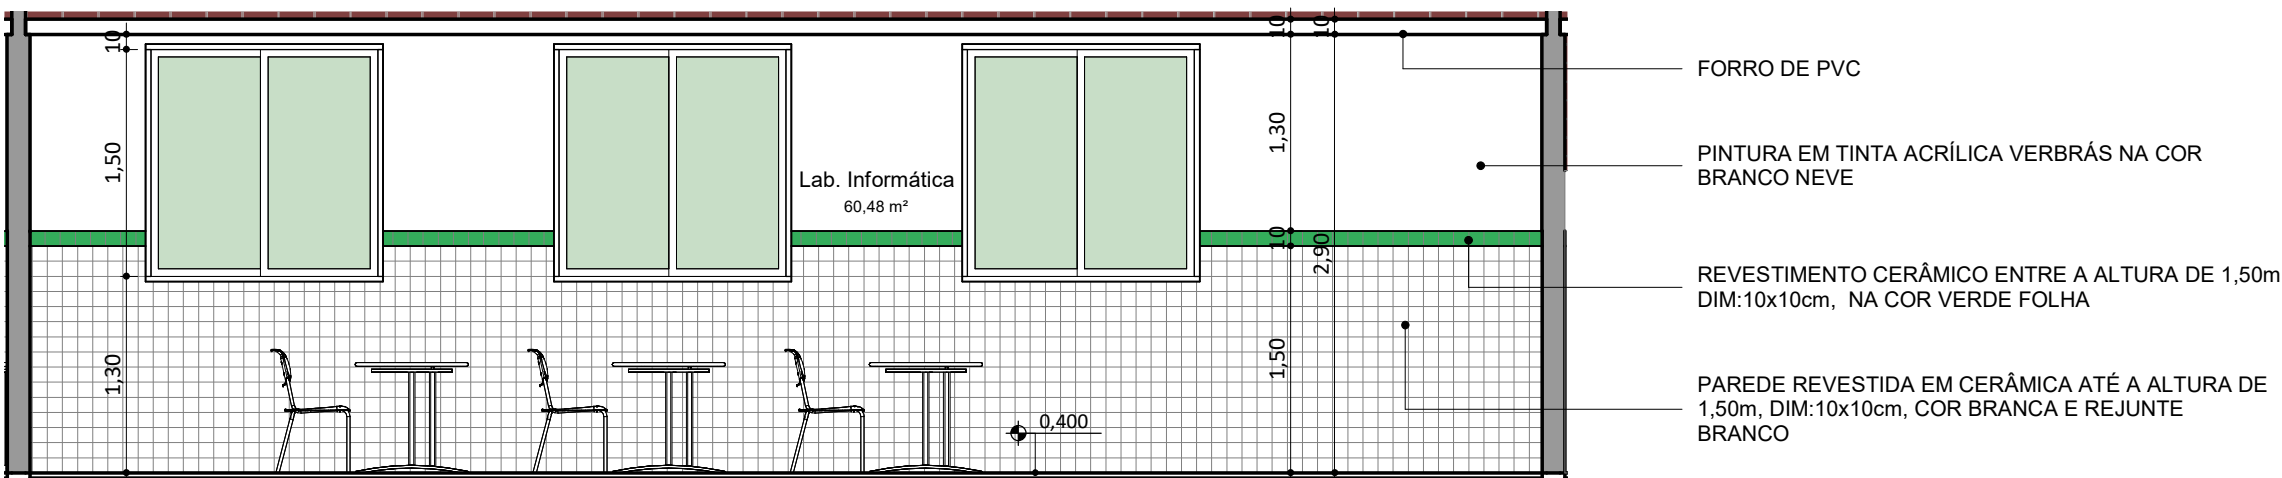 10
10
10
FORRO DE PVC
1,30
1,50
PINTURA EM TINTA ACRÍLICA VERBRÁS NA COR
BRANCO NEVE
Lab. Informática
60,48 m²
10
2,90
REVESTIMENTO CERÂMICO ENTRE A ALTURA DE 1,50m
DIM:10x10cm, NA COR VERDE FOLHA
1,30
1,50
PAREDE REVESTIDA EM CERÂMICA ATÉ A ALTURA DE
1,50m, DIM:10x10cm, COR BRANCA E REJUNTE
BRANCO
0,400